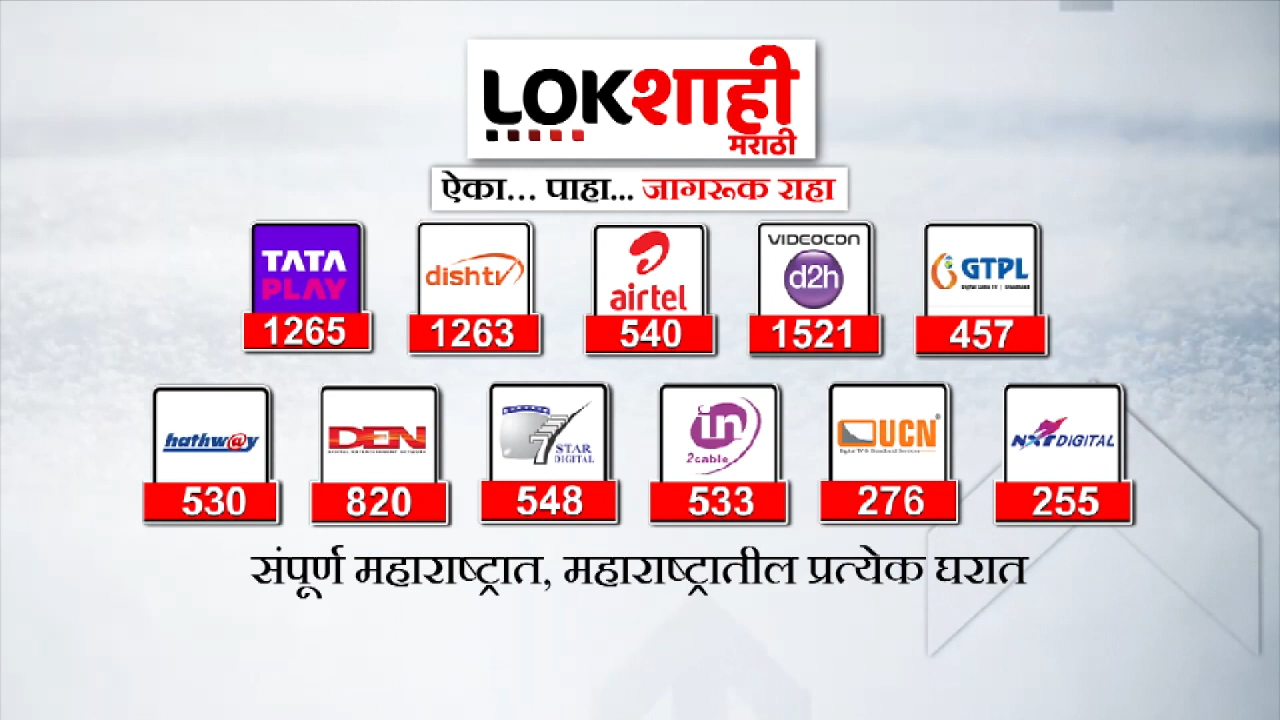 LOKशाही
मराठी
ऐका... पाहा... जागरूक राहा
TATA PLAY
dishtv
airtel
VIDEOCON d2h
GTPL
1265
1263
540
1521
457
hathw@y
DEN
7 STAR DIGITAL
in 2cable
UCN
NXT DIGITAL
530
820
548
533
276
255
संपूर्ण महाराष्ट्रात, महाराष्ट्रातील प्रत्येक घरात